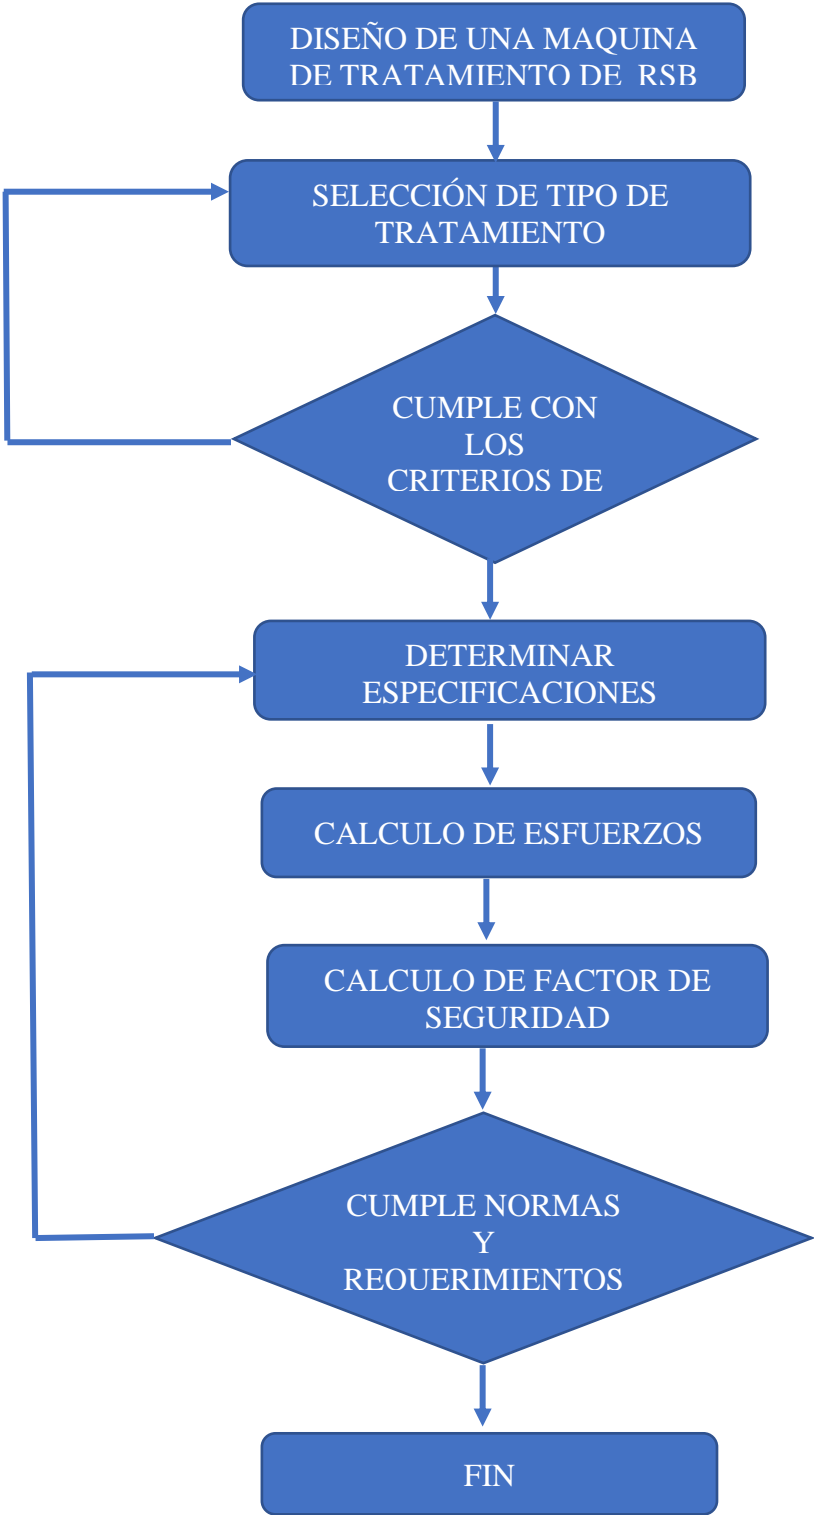 DISEÑO DE UNA MAQUINA
DE TRATAMIENTO DE RSB
SELECCIÓN DE TIPO DE
TRATAMIENTO
CUMPLE CON
LOS
CRITERIOS DE
DETERMINAR
ESPECIFICACIONES
CALCULO DE ESFUERZOS
CALCULO DE FACTOR DE
SEGURIDAD
CUMPLE NORMAS
Y
REQUERIMIENTOS
FIN